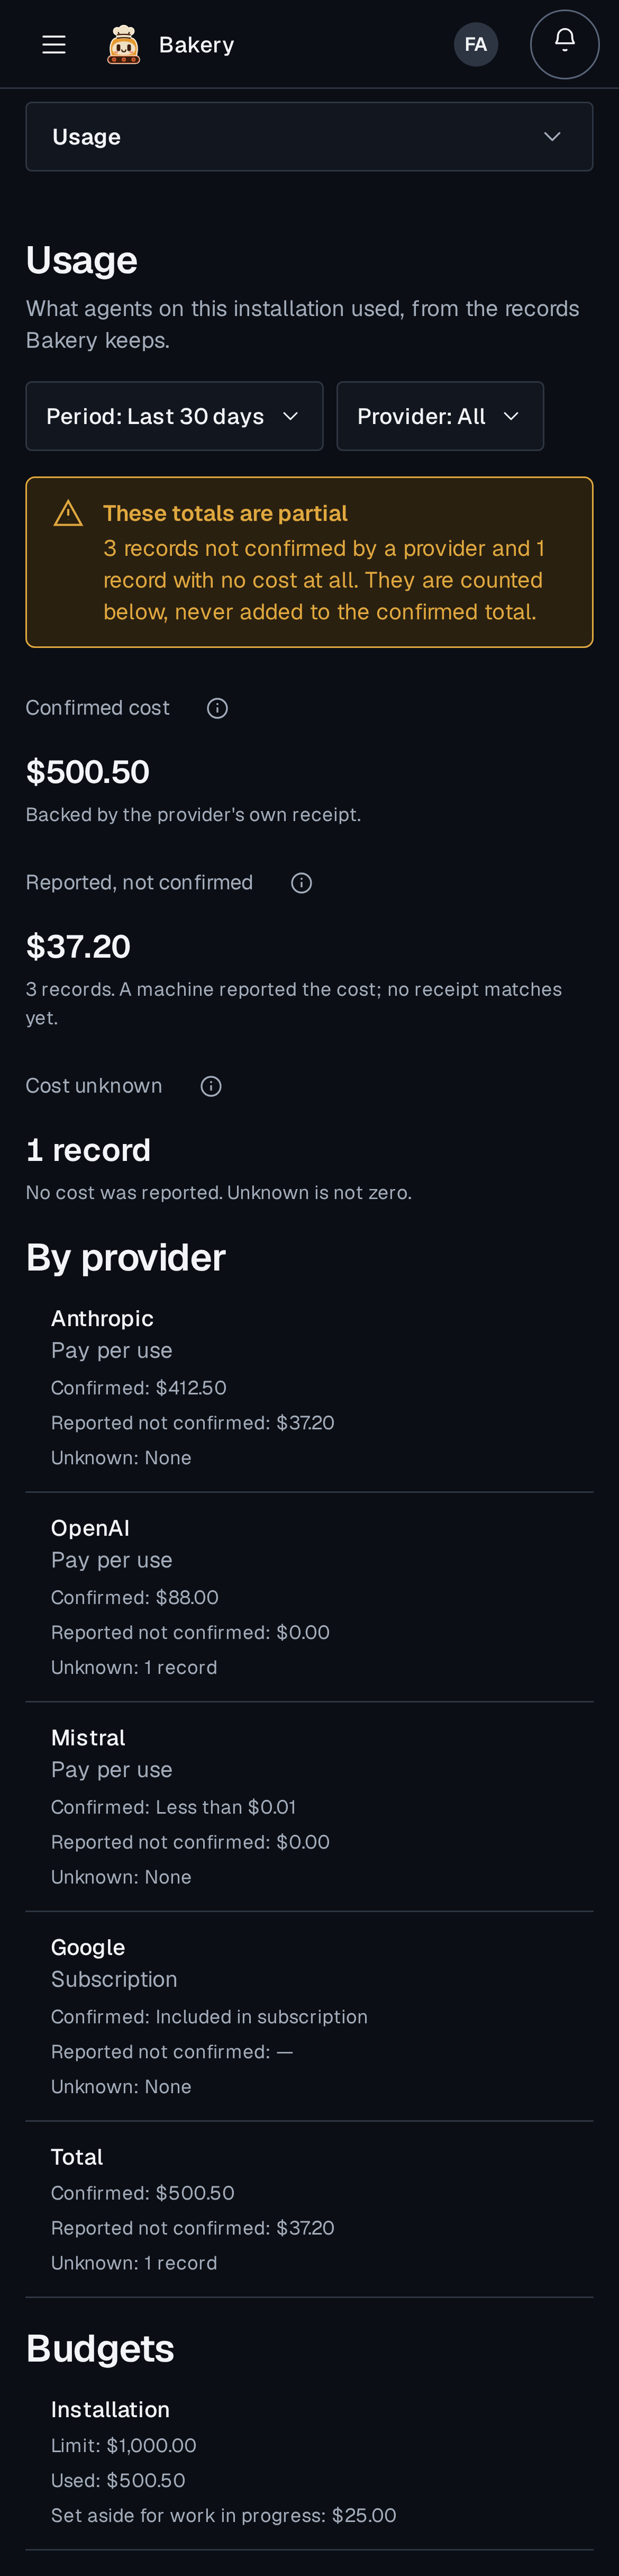 Bakery
FA
Usage
Usage
What agents on this installation used, from the records
Bakery keeps.
Period: Last 30 days
Provider: All
These totals are partial
3 records not confirmed by a provider and 1
record with no cost at all. They are counted
below, never added to the confirmed total.
Confirmed cost
$500.50
Backed by the provider's own receipt.
Reported, not confirmed
$37.20
3 records. A machine reported the cost; no receipt matches
yet.
Cost unknown
1 record
No cost was reported. Unknown is not zero.
By provider
Anthropic
Pay per use
Confirmed: $412.50
Reported not confirmed: $37.20
Unknown: None
OpenAI
Pay per use
Confirmed: $88.00
Reported not confirmed: $0.00
Unknown: 1 record
Mistral
Pay per use
Confirmed: Less than $0.01
Reported not confirmed: $0.00
Unknown: None
Google
Subscription
Confirmed: Included in subscription
Reported not confirmed: —
Unknown: None
Total
Confirmed: $500.50
Reported not confirmed: $37.20
Unknown: 1 record
Budgets
Installation
Limit: $1,000.00
Used: $500.50
Set aside for work in progress: $25.00